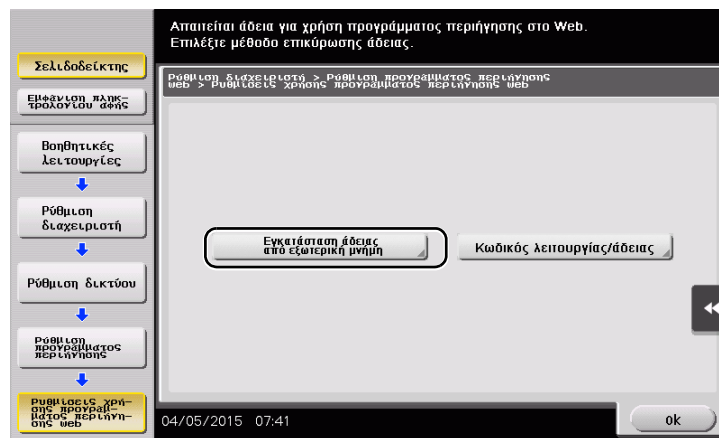 Απαιτείται άδεια για χρήση προγράμματος περιήγησης στο Web.
Επιλέξτε μέθοδο επικύρωσης άδειας.
Σελιδοδείκτης
Εμφάνιση πληκ-
τρολογίου αφής
Βοηθητικές
λειτουργίες
Ρύθμιση
διαχειριστή
Ρύθμιση δικτύου
Ρύθμιση
προγράμματος
περιήγησης
Ρυθμίσεις χρή-
σης προγράμ-
ματος περιήγη-
σης web
Ρύθμιση διαχειριστή > Ρύθμιση προγράμματος περιήγησης
web > Ρυθμίσεις χρήσης προγράμματος περιήγησης web
Εγκατάσταση άδειας
από εξωτερική μνήμη
Κωδικός λειτουργίας/άδειας
04/05/2015 07:41
ok